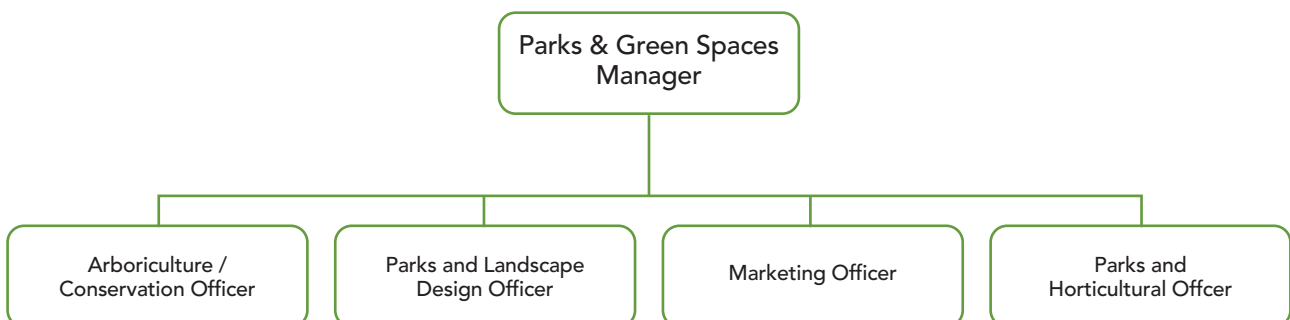 Parks & Green Spaces
Manager
Arboriculture /
Conservation Officer
Parks and Landscape
Design Officer
Marketing Officer
Parks and
Horticultural Offcer